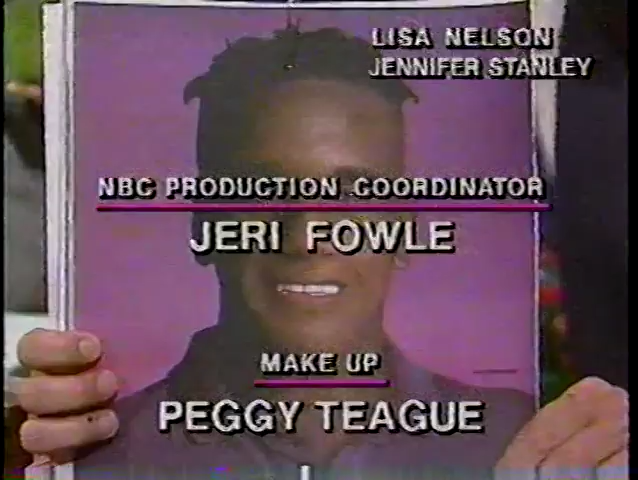 LISA NELSON
JENNIFER STANLEY
NBC PRODUCTION COORDINATOR
JERI FOWLE
MAKE UP
PEGGY TEAGUE